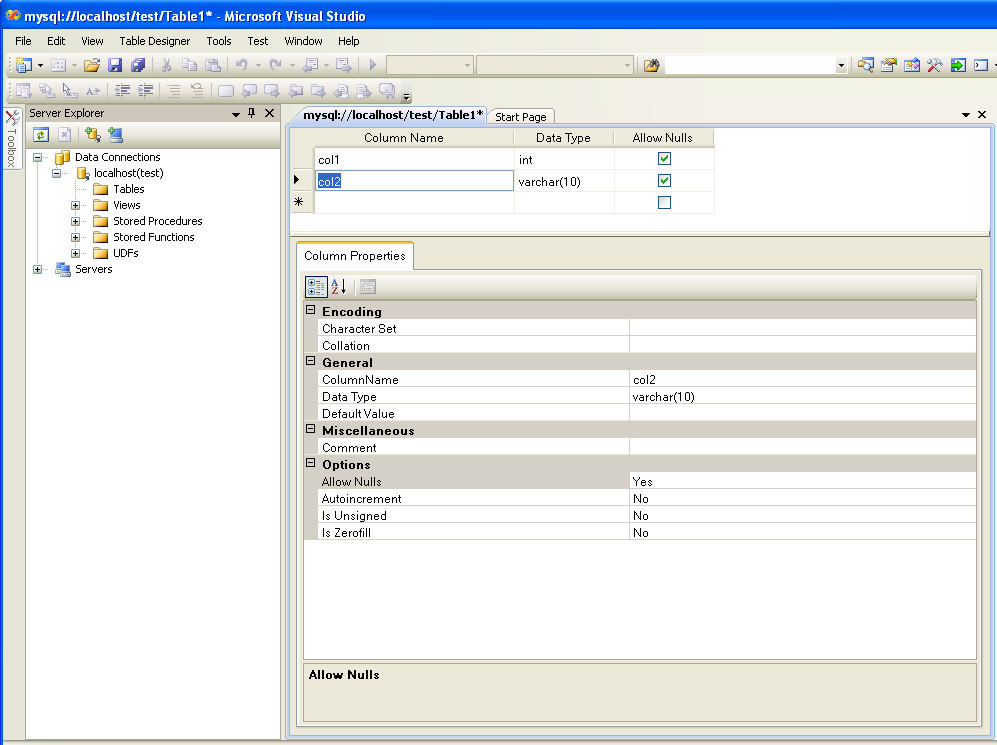 mysql://localhost/test/Table1* - Microsoft Visual Studio
File Edit View Table Designer Tools Test Window Help
Server Explorer
Toolbox
Data Connections
localhost(test)
Tables
Views
Stored Procedures
Stored Functions
UDFs
Servers
mysql://localhost/test/Table1* Start Page
Column Name Data Type Allow Nulls
col1 int
col2 varchar(10)
Column Properties
Encoding
Character Set
Collation
General
ColumnName col2
Data Type varchar(10)
Default Value
Miscellaneous
Comment
Options
Allow Nulls Yes
Autoincrement No
Is Unsigned No
Is Zerofill No
Allow Nulls